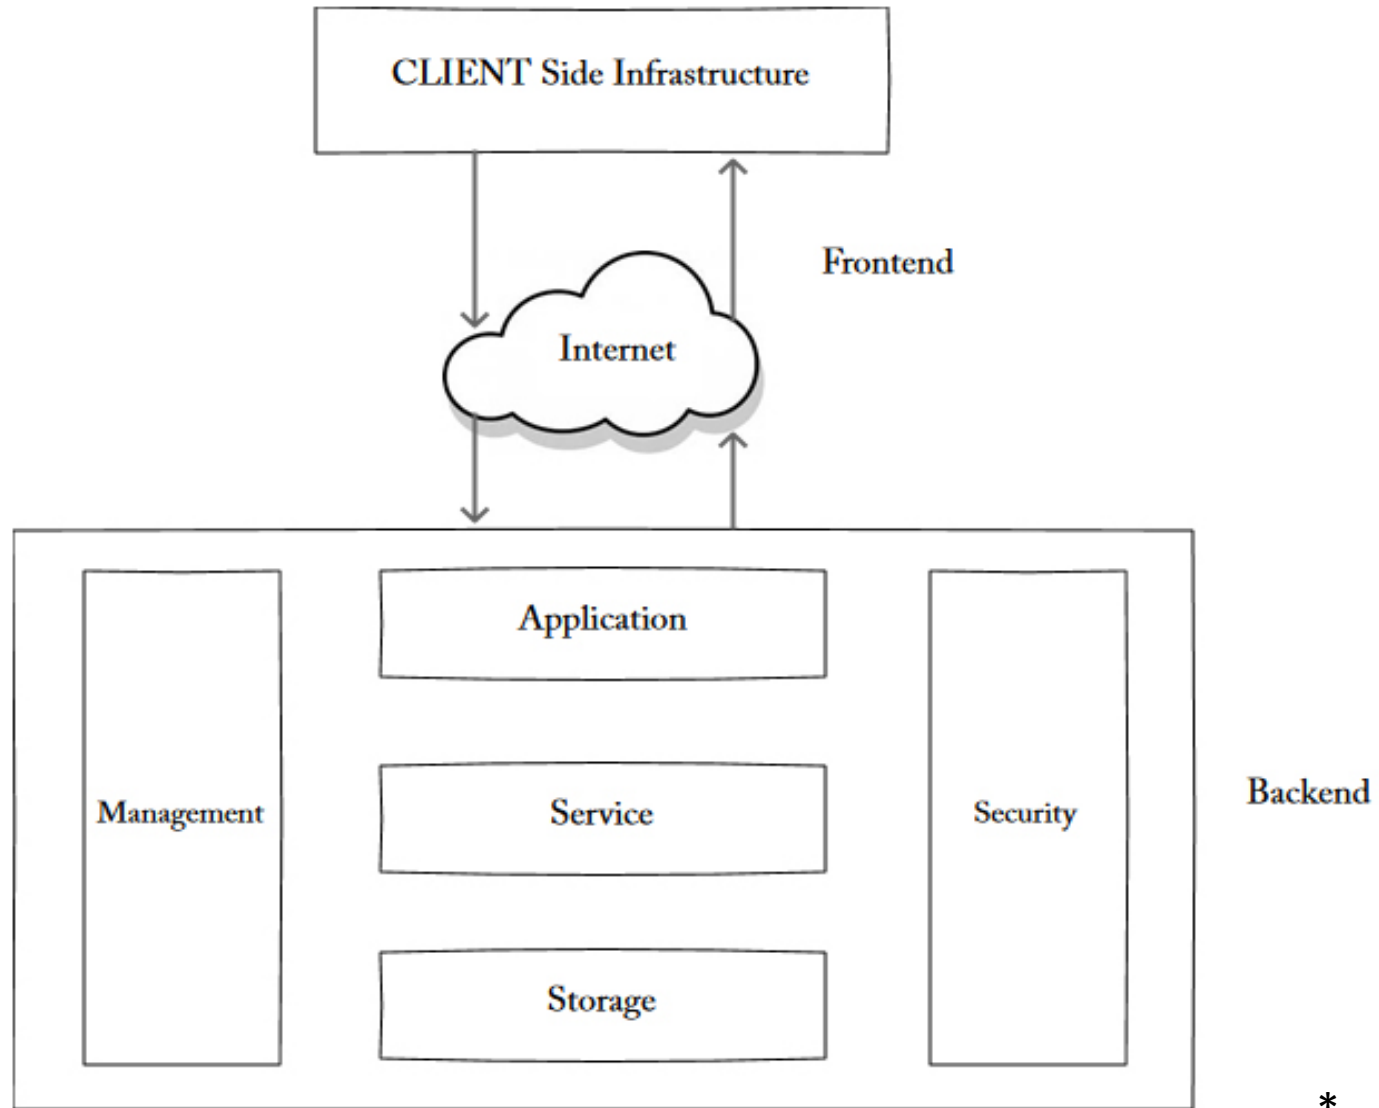 CLIENT Side Infrastructure
Frontend
Internet
Application
Management
Service
Security
Backend
Storage
*